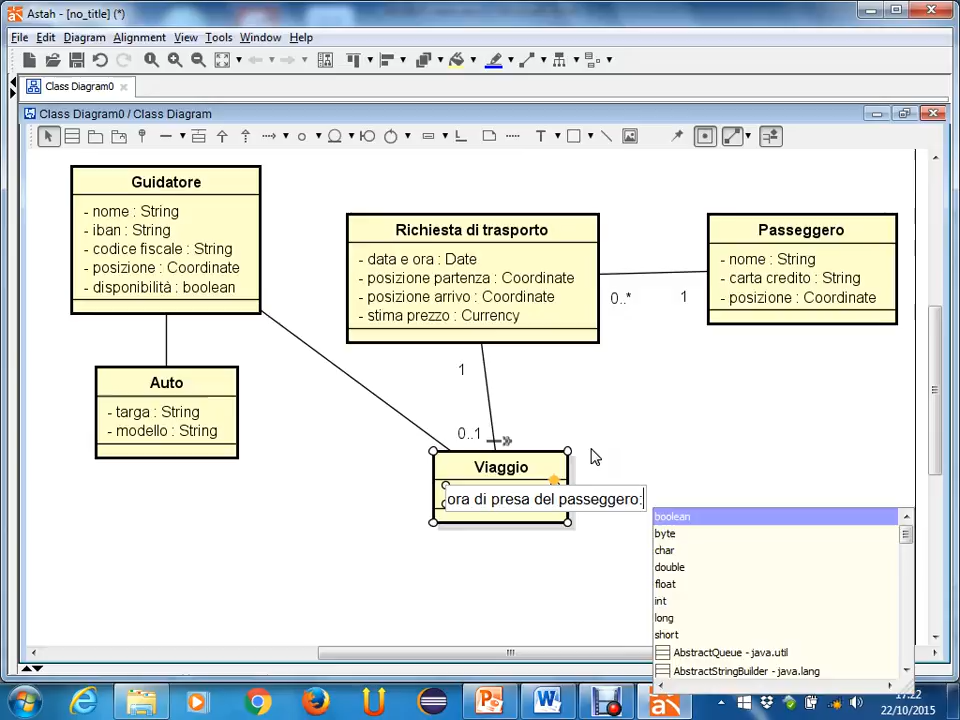 Astah - [no_title] (*)
File Edit Diagram Alignment View Tools Window Help
Class Diagram0
Class Diagram0 / Class Diagram
Guidatore
- nome : String
- iban : String
- codice fiscale : String
- posizione : Coordinate
- disponibilità : boolean
Richiesta di trasporto
- data e ora : Date
- posizione partenza : Coordinate
- posizione arrivo : Coordinate
- stima prezzo : Currency
Passeggero
- nome : String
- carta credito : String
- posizione : Coordinate
0..*
1
Auto
- targa : String
- modello : String
1
0..1
Viaggio
ora di presa del passeggero:
boolean
byte
char
double
float
int
long
short
AbstractQueue - java.util
AbstractStringBuilder - java.lang
17:22
22/10/2015